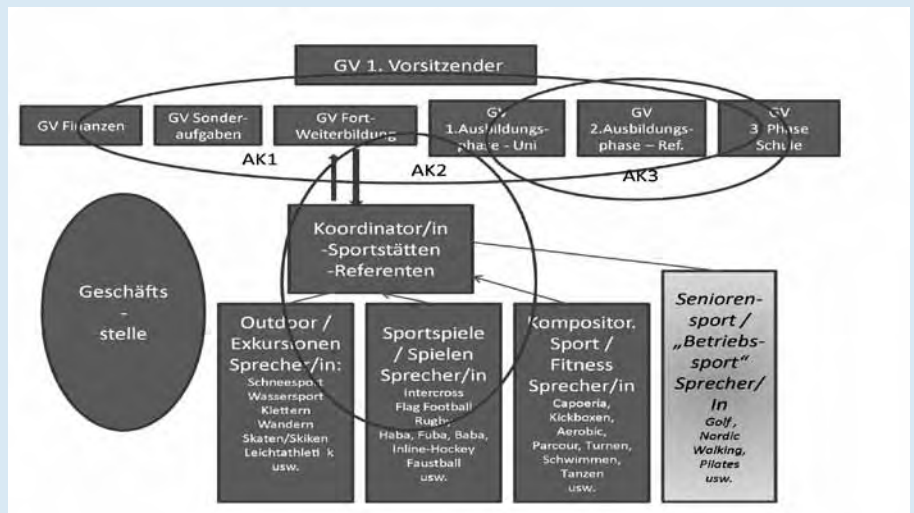 GV 1. Vorsitzender
GV Finanzen
GV Sonder-
aufgaben
GV Fort-
Weiterbildung
GV
1.Ausbildungs-
phase - Uni
GV
2.Ausbildungs-
phase – Ref.
GV
3. Phase
Schule
AK1
AK2
AK3
Koordinator/in
-Sportstätten
-Referenten
Geschäfts
-
stelle
Outdoor /
Exkursionen
Sprecher/in:
Schneesport
Wassersport
Klettern
Wandern
Skaten/Skiken
Leichtathleti k
usw.
Sportspiele
/ Spielen
Sprecher/in
Intercross
Flag Football
Rugby
Haba, Fuba, Baba,
Inline-Hockey
Faustball
usw.
Kompositor.
Sport /
Fitness
Sprecher/in
Capoeria,
Kickboxen,
Aerobic,
Parcour, Turnen,
Schwimmen,
Tanzen
usw.
Senioren-
sport /
„Betriebs-
sport“
Sprecher/
In
Golf ,
Nordic
Walking,
Pilates
usw.